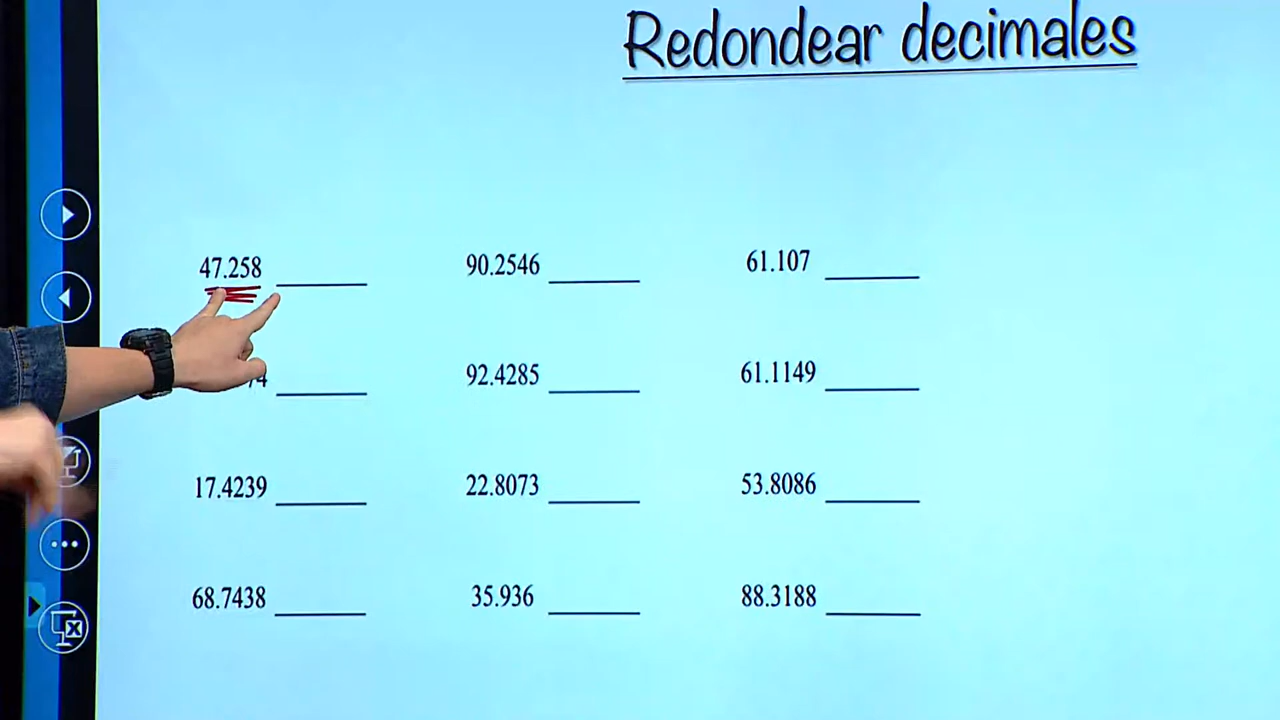 Redondear decimales
47.258 90.2546 61.107
92.4285 61.1149
17.4239 22.8073 53.8086
68.7438 35.936 88.3188